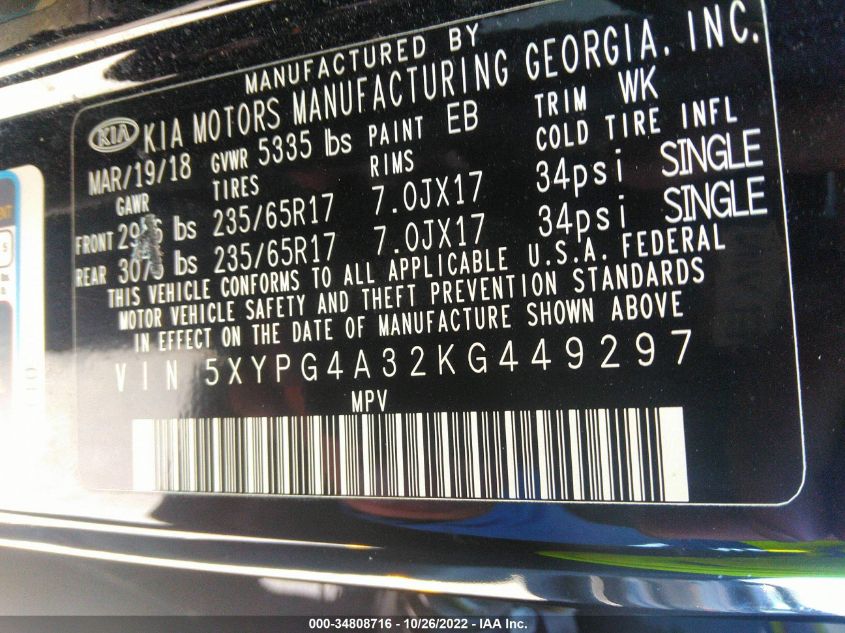 MANUFACTURED BY
KIA KIA MOTORS MANUFACTURING GEORGIA, INC.
MAR/19/18 GVWR 5335 lbs PAINT EB TRIM WK
GAWR TIRES RIMS COLD TIRE INFL
FRONT lbs 235/65R17 7.0JX17 34psi SINGLE
REAR lbs 235/65R17 7.0JX17 34psi SINGLE
THIS VEHICLE CONFORMS TO ALL APPLICABLE U.S.A. FEDERAL
MOTOR VEHICLE SAFETY AND THEFT PREVENTION STANDARDS
IN EFFECT ON THE DATE OF MANUFACTURE SHOWN ABOVE
VIN 5XYPG4A32KG449297
MPV
000-34808716 - 10/26/2022 - IAA Inc.